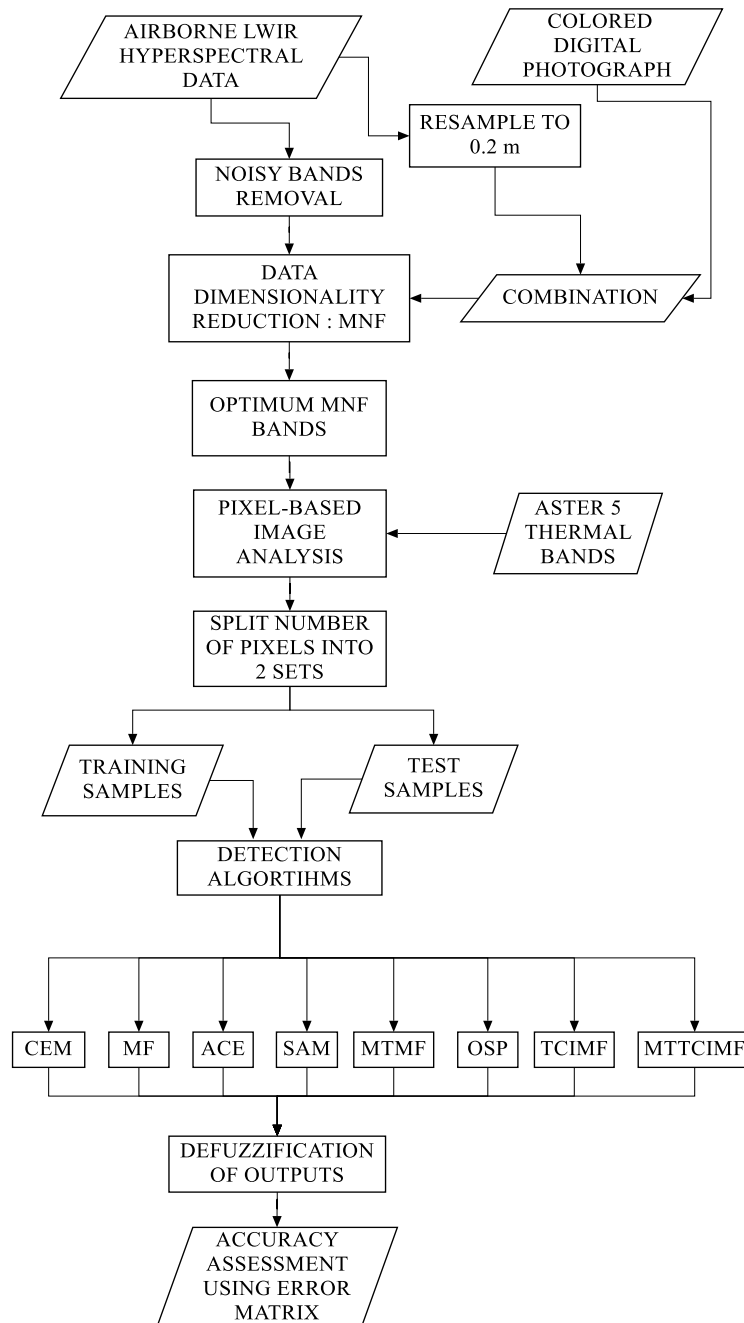 AIRBORNE LWIR
HYPERSPECTRAL
DATA
COLORED
DIGITAL
PHOTOGRAPH
RESAMPLE TO
0.2 m
NOISY BANDS
REMOVAL
DATA
DIMENSIONALITY
REDUCTION : MNF
COMBINATION
OPTIMUM MNF
BANDS
PIXEL-BASED
IMAGE
ANALYSIS
ASTER 5
THERMAL
BANDS
SPLIT NUMBER
OF PIXELS INTO
2 SETS
TRAINING
SAMPLES
TEST
SAMPLES
DETECTION
ALGORTIHMS
CEM
MF
ACE
SAM
MTMF
OSP
TCIMF
MTTCIMF
DEFUZZIFICATION
OF OUTPUTS
ACCURACY
ASSESSMENT
USING ERROR
MATRIX